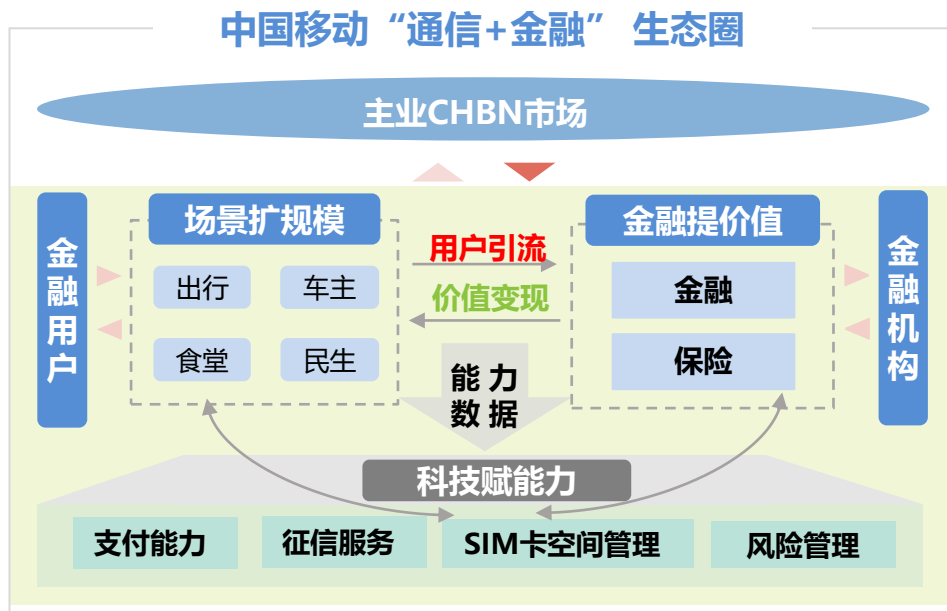 中国移动“通信+金融” 生态圈
主业CHBN市场
金融用户
场景扩规模
出行
车主
食堂
民生
用户引流
价值变现
能 力
数 据
金融提价值
金融
保险
金融机构
科技赋能力
支付能力
征信服务
SIM卡空间管理
风险管理